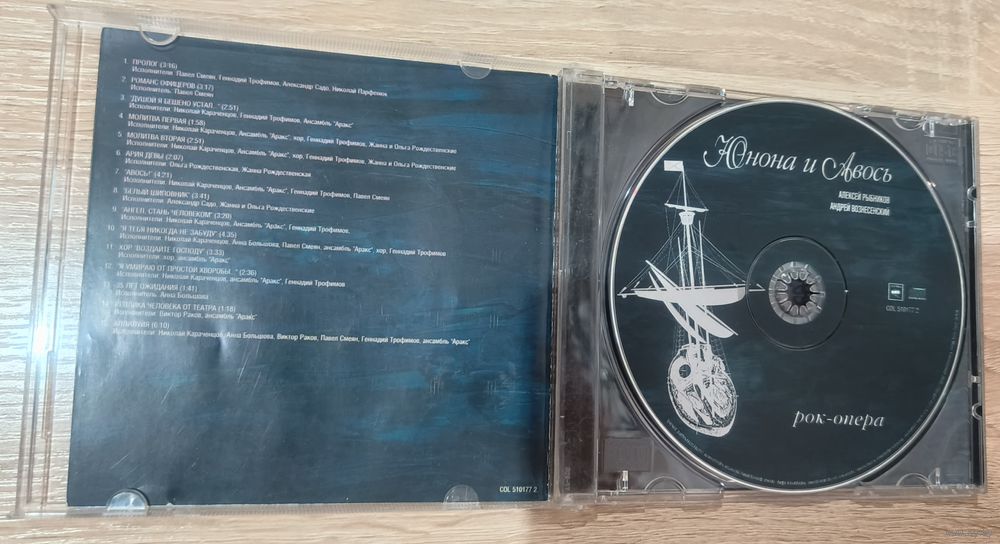 1. ПРОЛОГ (3:16)
Исполнители: Павел Смеян, Геннадий Трофимов, Александр Садо, Николай Парфенюк
2. РОМАНС ОФИЦЕРОВ (3:17)
Исполнитель: Павел Смеян
3. "ДУШОЙ Я БЕШЕНО УСТАЛ..." (2:51)
Исполнители: Николай Караченцов, Геннадий Трофимов, Ансамбль "Аракс"
4. МОЛИТВА ПЕРВАЯ (1:58)
Исполнители: Николай Караченцов, Ансамбль "Аракс", хор, Геннадий Трофимов, Жанна и Ольга Рождественские
5. МОЛИТВА ВТОРАЯ (2:51)
Исполнители: Николай Караченцов, Ансамбль "Аракс", хор, Геннадий Трофимов, Жанна и Ольга Рождественские
6. АРИЯ ДЕВЫ (2:07)
Исполнители: Ольга Рождественская, Жанна Рождественская
7. "АВОСЬ!" (4:21)
Исполнители: Николай Караченцов, Ансамбль "Аракс", Геннадий Трофимов, Павел Смеян
8. "БЕЛЫЙ ШИПОВНИК" (3:41)
Исполнители: Александр Садо, Жанна и Ольга Рождественские
9. "АНГЕЛ, СТАНЬ ЧЕЛОВЕКОМ" (3:20)
Исполнители: Николай Караченцов, Ансамбль "Аракс", Геннадий Трофимов,
10. "Я ТЕБЯ НИКОГДА НЕ ЗАБУДУ" (4.35)
Исполнители: Николай Караченцов, Анна Большова, Павел Смеян, ансамбль "Аракс", хор, Геннадий Трофимов
11. ХОР "ВОЗДАЙТЕ ГОСПОДУ" (3:33)
Исполнители: хор, ансамбль "Аракс"
12. "Я УМИРАЮ ОТ ПРОСТОЙ ХВОРОБЫ..." (2:36)
Исполнители: Николай Караченцов, ансамбль "Аракс", Геннадий Трофимов
13. 35 ЛЕТ ОЖИДАНИЯ (1:41)
Исполнитель: Анна Большова
14. РЕПЛИКА ЧЕЛОВЕКА ОТ ТЕАТРА (1:18)
Исполнители: Виктор Раков, ансамбль "Аракс"
15. АЛЛИЛУИЯ (6:10)
Исполнители: Николай Караченцов, Анна Большова, Виктор Раков, Павел Смеян, Геннадий Трофимов, ансамбль "Аракс"
COL 510177 2
Юнона и Авось
АЛЕКСЕЙ РЫБНИКОВ
АНДРЕЙ ВОЗНЕСЕНСКИЙ
COL 510177 2
рок-опера